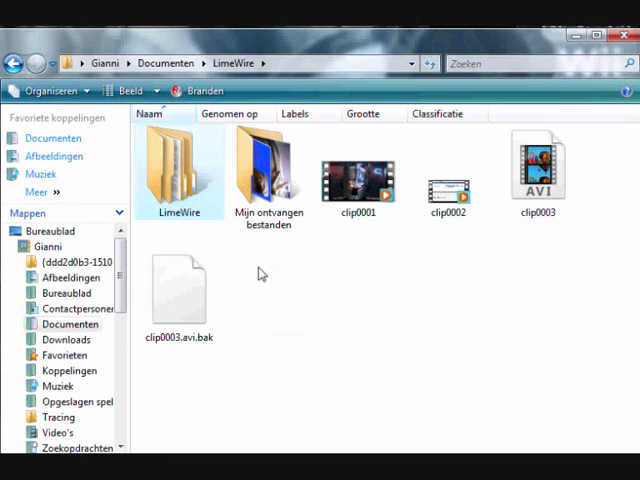 Gianni Documenten LimeWire
Zoeken
Organiseren Beeld Branden
Favoriete koppelingen
Documenten
Afbeeldingen
Muziek
Meer »
Mappen
Bureaublad
Gianni
{ddd2d0b3-1510
Afbeeldingen
Bureaublad
Contactpersoner
Documenten
Downloads
Favorieten
Koppelingen
Muziek
Opgeslagen spel
Tracing
Video's
Zoekopdrachten
Naam Genomen op Labels Grootte Classificatie
LimeWire
Mijn ontvangen
bestanden
clip0001
clip0002
AVI
clip0003
clip0003.avi.bak